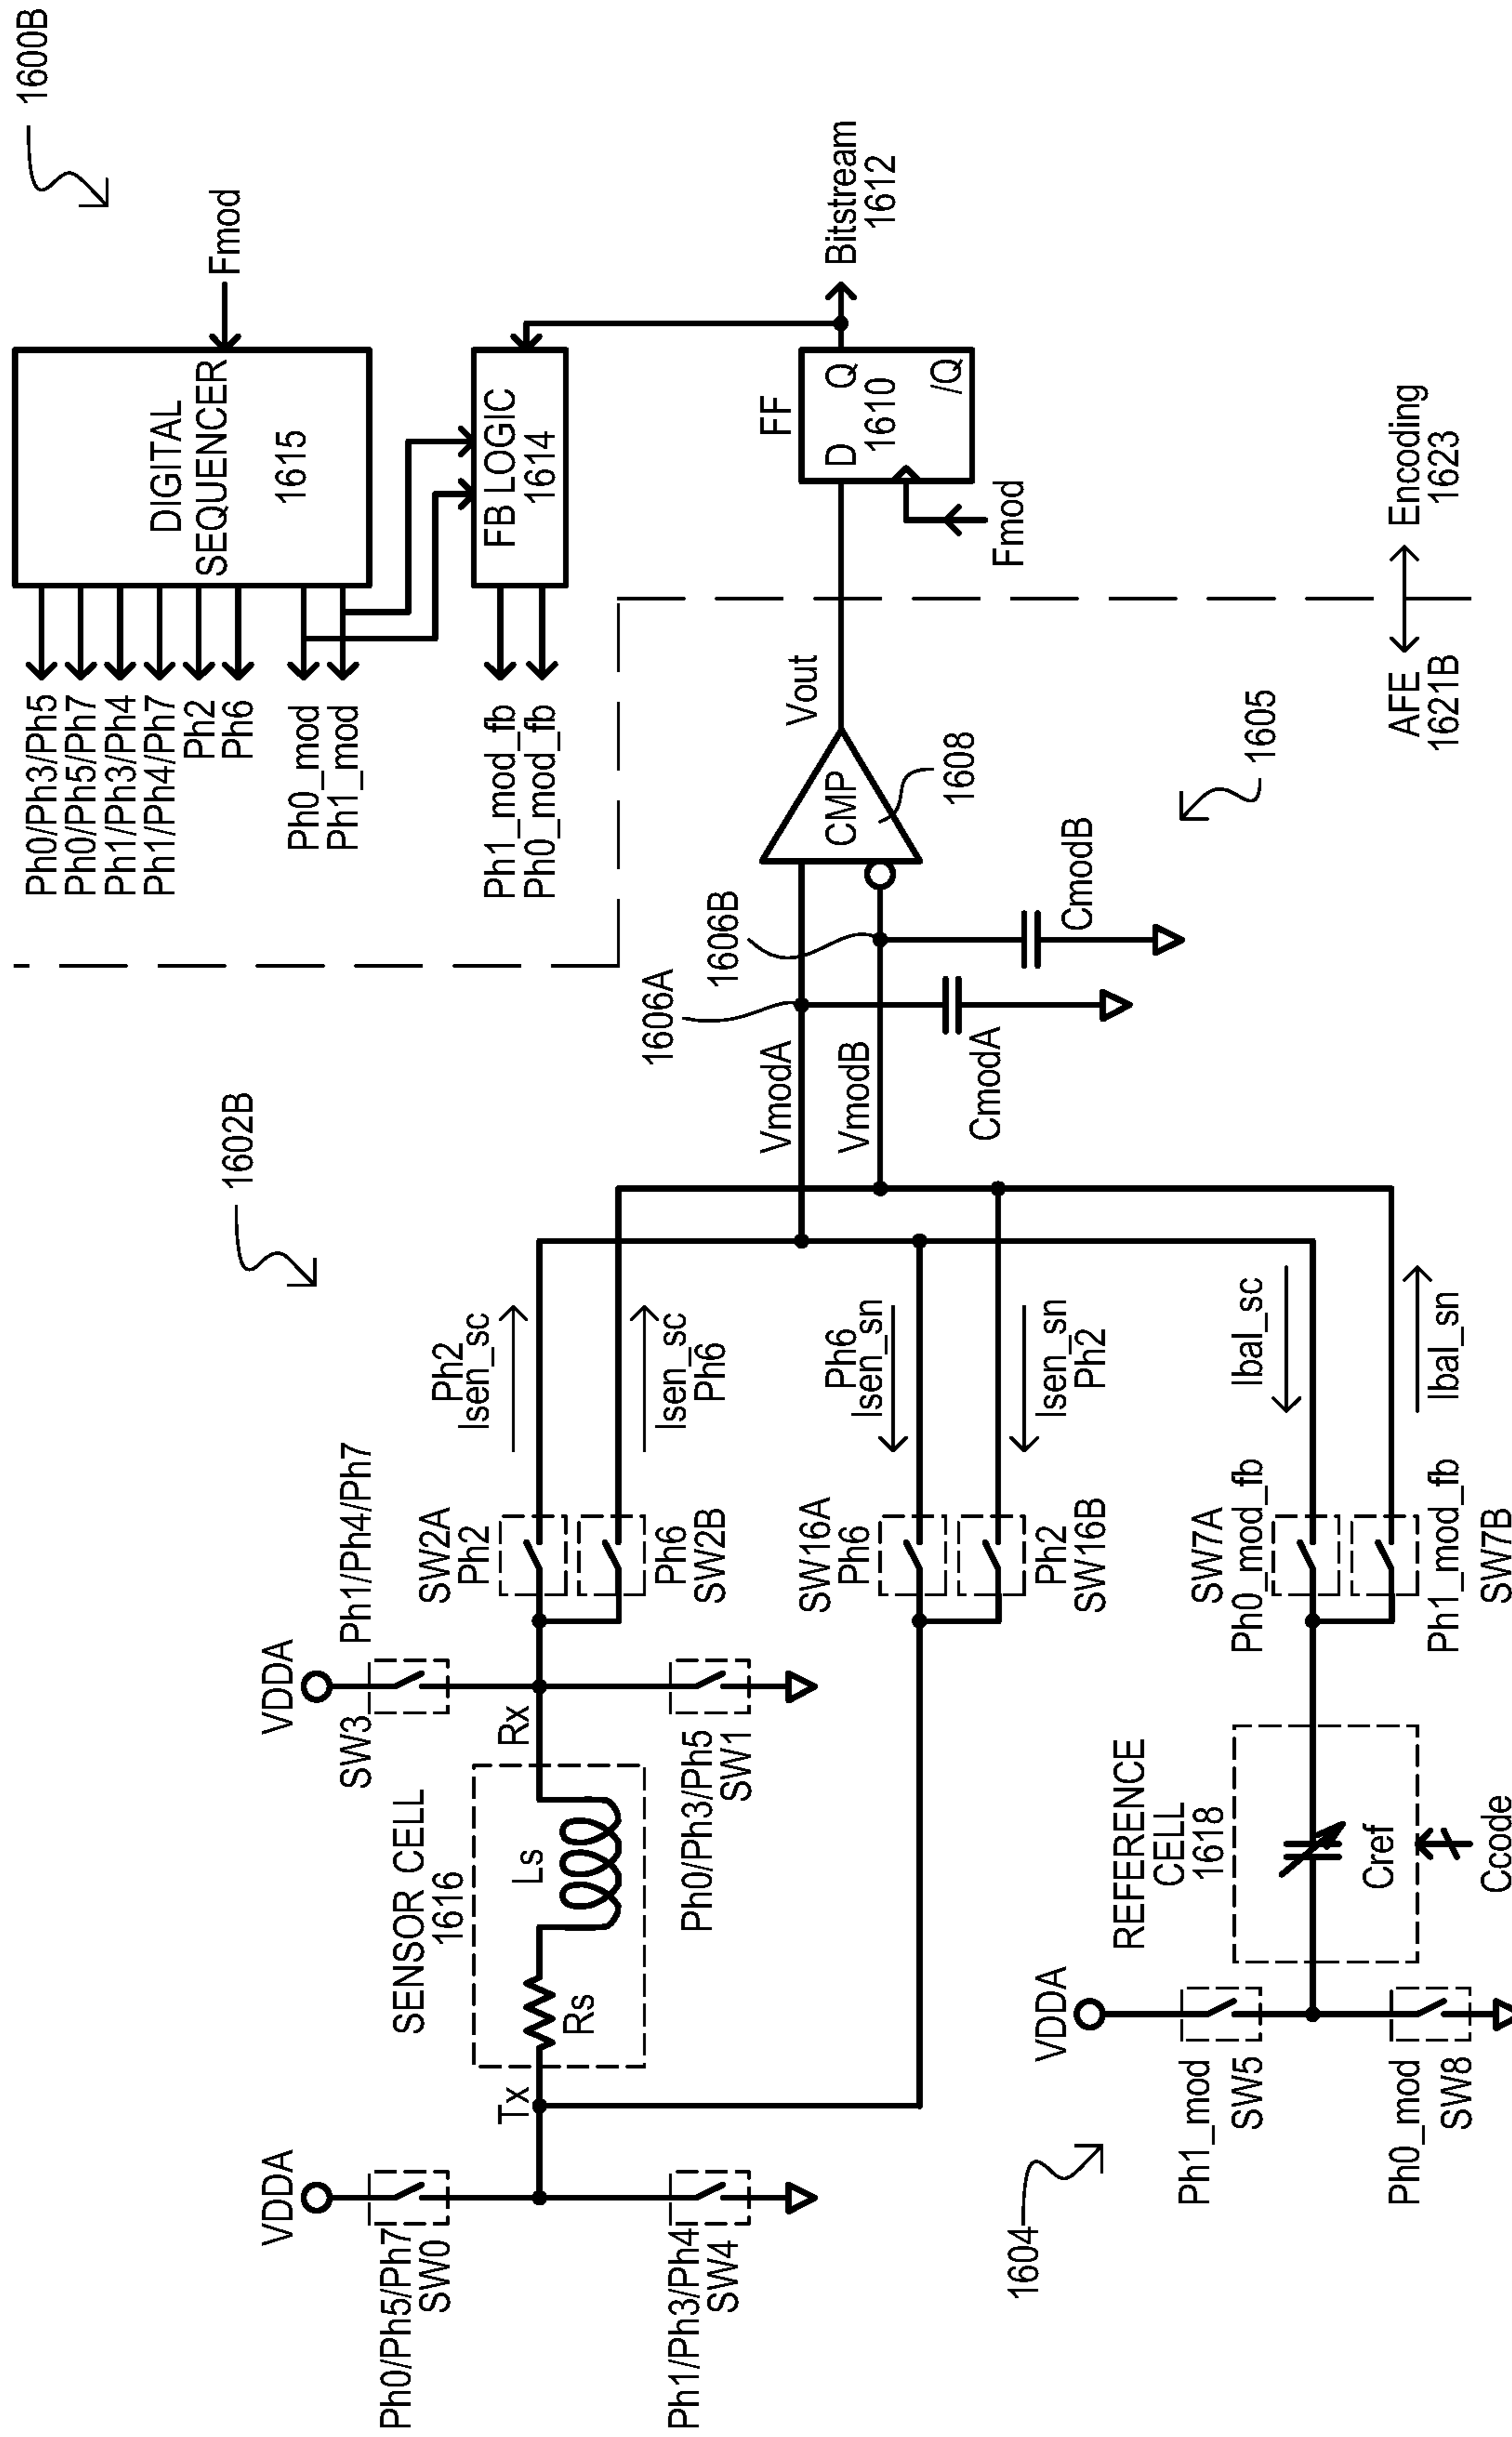 1600B
VDDA
Ph0/Ph5/Ph7
SW0
Ph1/Ph3/Ph4
SW4
Tx
SENSOR CELL
1616
Rs
Ls
Rx
VDDA
SW3
Ph1/Ph4/Ph7
Ph0/Ph3/Ph5
SW1
SW2A
Ph2
Ph6
SW2B
Ph2
Isen_sc
Isen_sc
Ph6
1602B
SW16A
Ph6
Ph2
SW16B
Ph6
Isen_sn
Isen_sn
Ph2
1604
VDDA
Ph1_mod
SW5
Ph0_mod
SW8
REFERENCE
CELL
1618
Cref
Ccode
SW7A
Ph0_mod_fb
Ph1_mod_fb
SW7B
Ibal_sc
Ibal_sn
VmodA
VmodB
1606A
1606B
CmodA
CmodB
CMP
1608
Vout
1605
AFE
1621B
Encoding
1623
Ph0/Ph3/Ph5
Ph0/Ph5/Ph7
Ph1/Ph3/Ph4
Ph1/Ph4/Ph7
Ph2
Ph6
Ph0_mod
Ph1_mod
DIGITAL
SEQUENCER
1615
Fmod
Ph1_mod_fb
Ph0_mod_fb
FB LOGIC
1614
FF
D
Q
1610
/Q
Fmod
Bitstream
1612